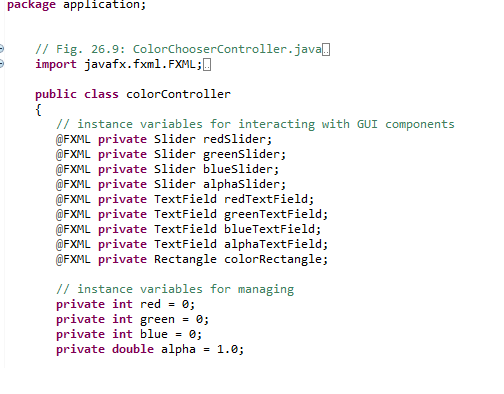 package application;
// Fig. 26.9: ColorChooserController.java
import javafx.fxml.FXML;
public class colorController
{
// instance variables for interacting with GUI components
@FXML private Slider redSlider;
@FXML private Slider greenSlider;
@FXML private Slider blueSlider;
@FXML private Slider alphaSlider;
@FXML private TextField redTextField;
@FXML private TextField greenTextField;
@FXML private TextField blueTextField;
@FXML private TextField alphaTextField;
@FXML private Rectangle colorRectangle;
// instance variables for managing
private int red = 0;
private int green = 0;
private int blue = 0;
private double alpha = 1.0;